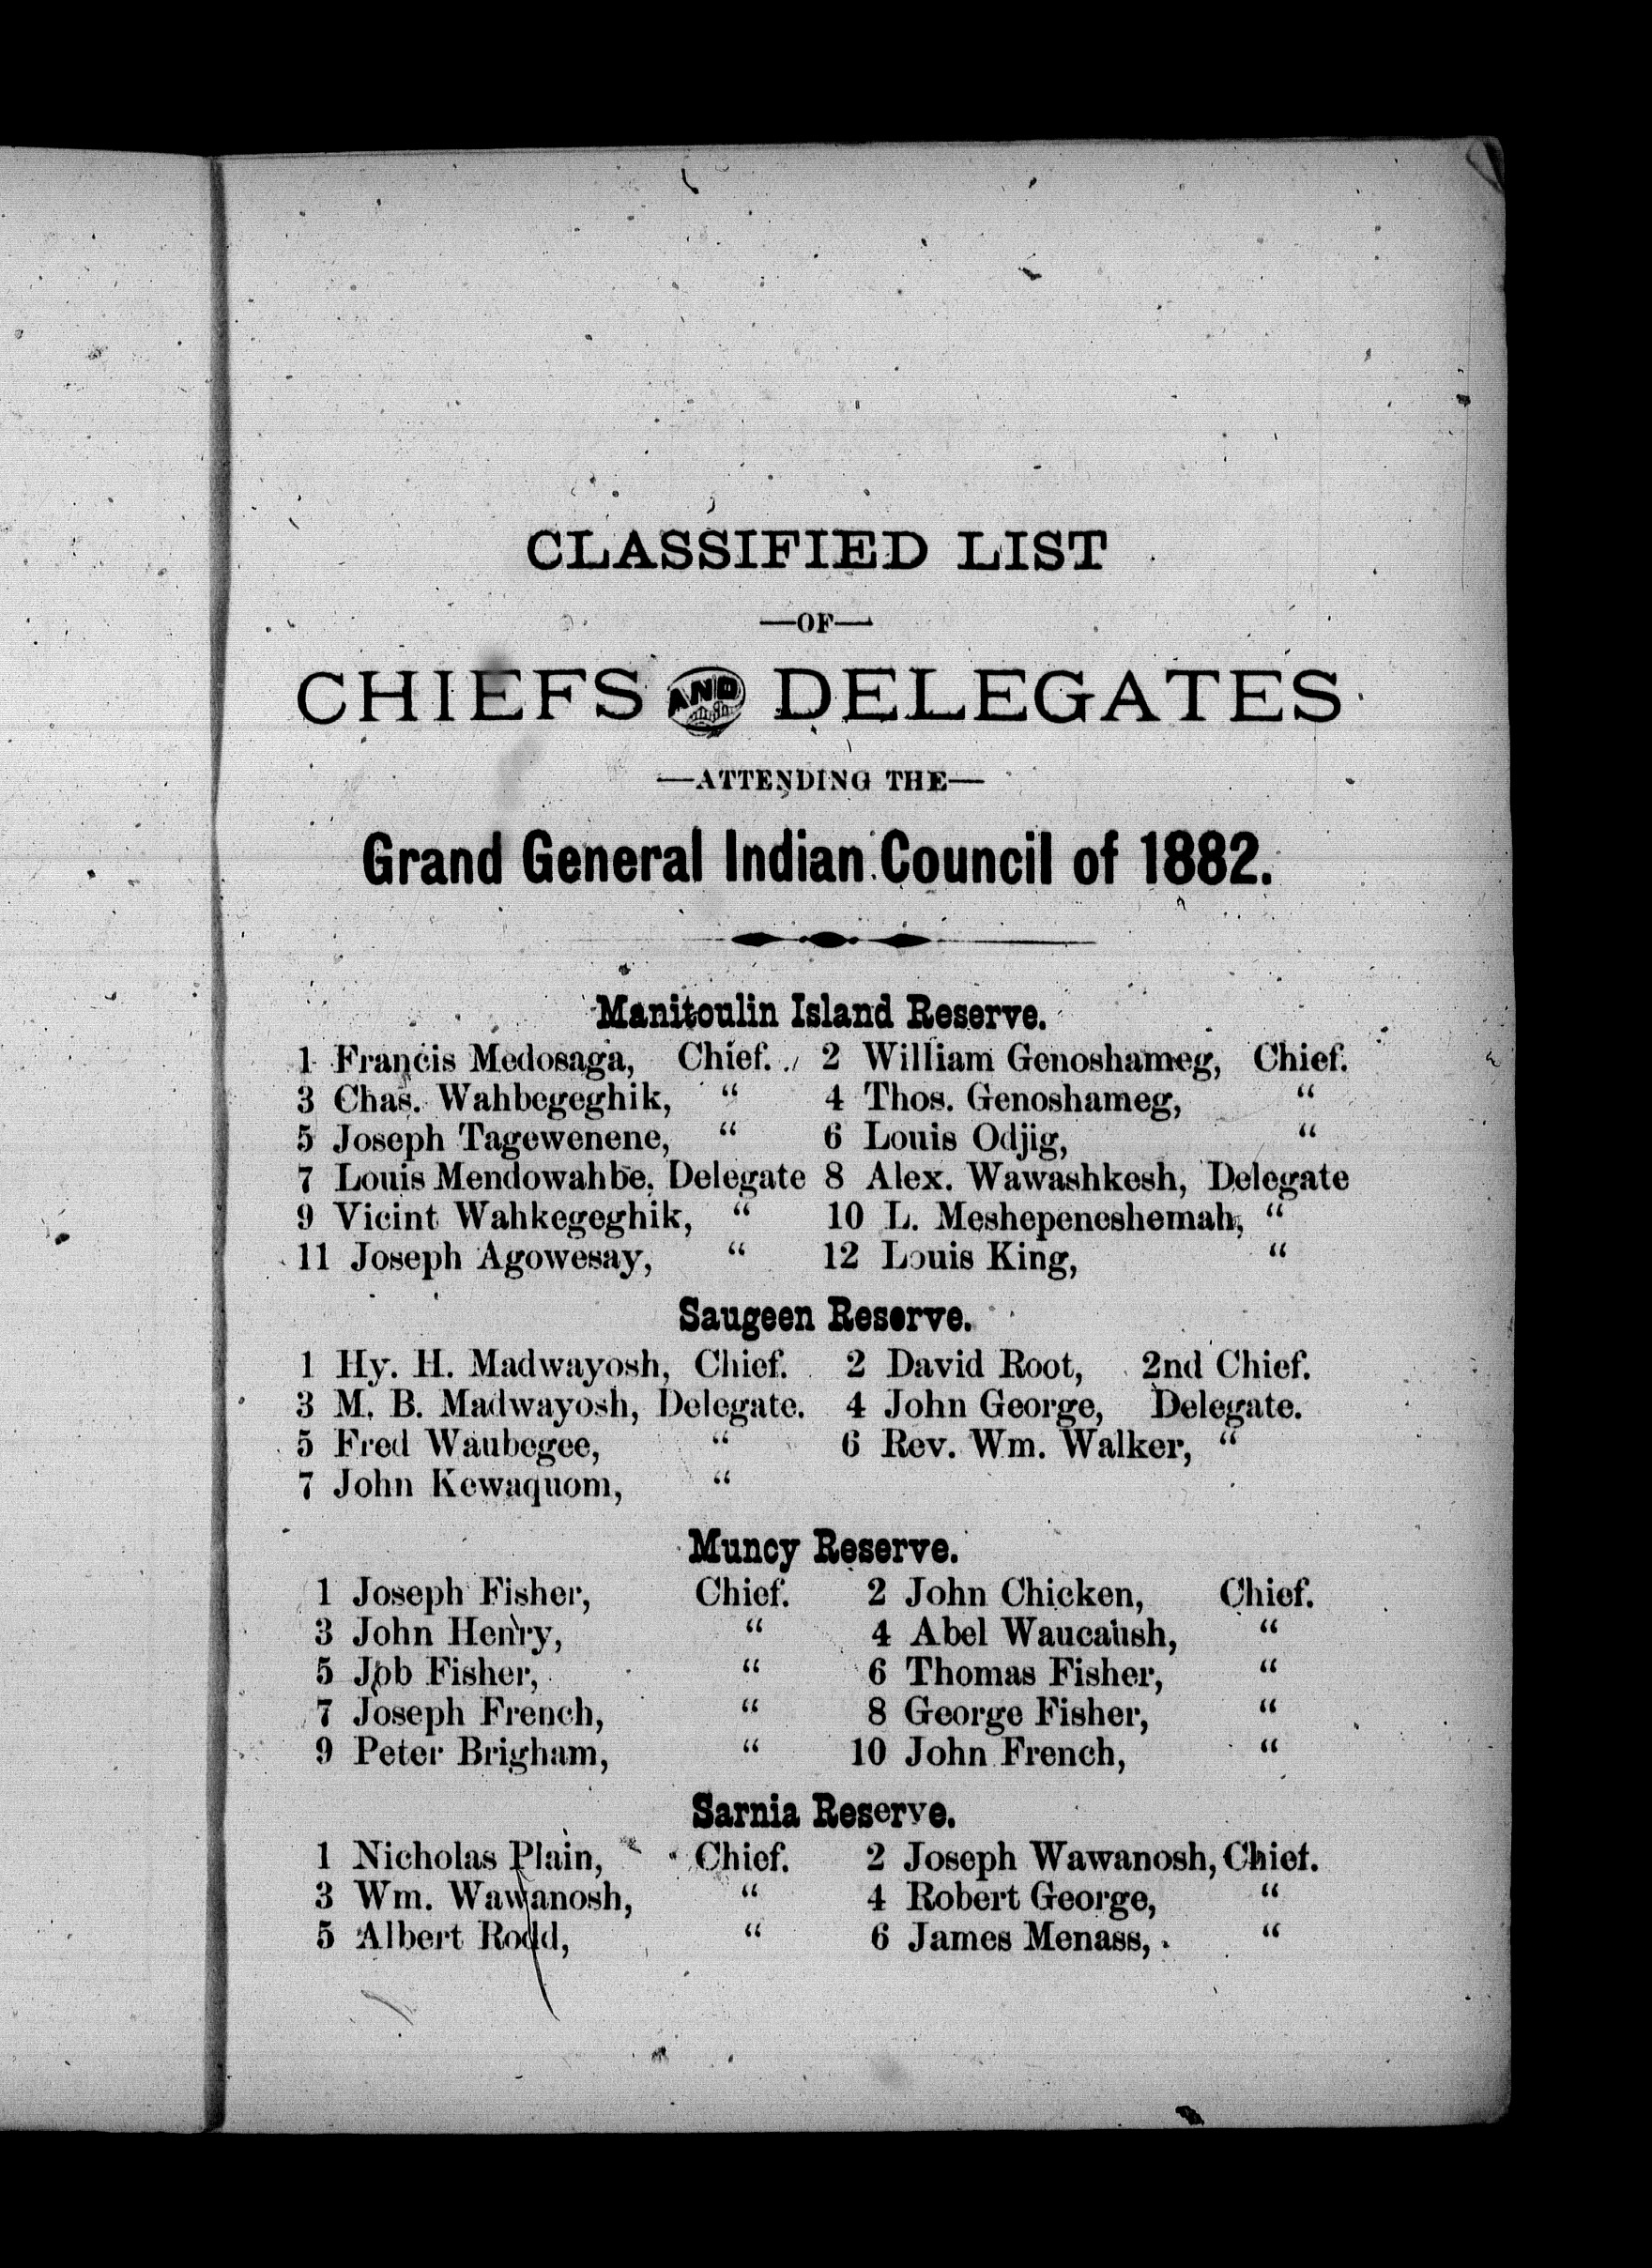 CLASSIFIED LIST
—OF—
CHIEFS AND DELEGATES
—ATTENDING THE—
Grand General Indian Council of 1882.
Manitoulin Island Reserve.
1 Francis Medosaga, Chief. 2 William Genoshameg, Chief.
3 Chas. Wahbegeghik, “ 4 Thos. Genoshameg, “
5 Joseph Tagewenene, “ 6 Louis Odjig, “
7 Louis Mendowahbe, Delegate 8 Alex. Wawashkesh, Delegate
9 Vicint Wahkegeghik, “ 10 L. Meshepeneshemah, “
11 Joseph Agowesay, “ 12 Louis King, “
Saugeen Reserve.
1 Hy. H. Madwayosh, Chief. 2 David Root, 2nd Chief.
3 M. B. Madwayosh, Delegate. 4 John George, Delegate.
5 Fred Waubegee, “ 6 Rev. Wm. Walker, “
7 John Kewaquom, “
Muncy Reserve.
1 Joseph Fisher, Chief. 2 John Chicken, Chief.
3 John Henry, “ 4 Abel Waucaush, “
5 Job Fisher, “ 6 Thomas Fisher, “
7 Joseph French, “ 8 George Fisher, “
9 Peter Brigham, “ 10 John French, “
Sarnia Reserve.
1 Nicholas Plain, Chief. 2 Joseph Wawanosh, Chief.
3 Wm. Wawanosh, “ 4 Robert George, “
5 Albert Rodd, “ 6 James Menass, “